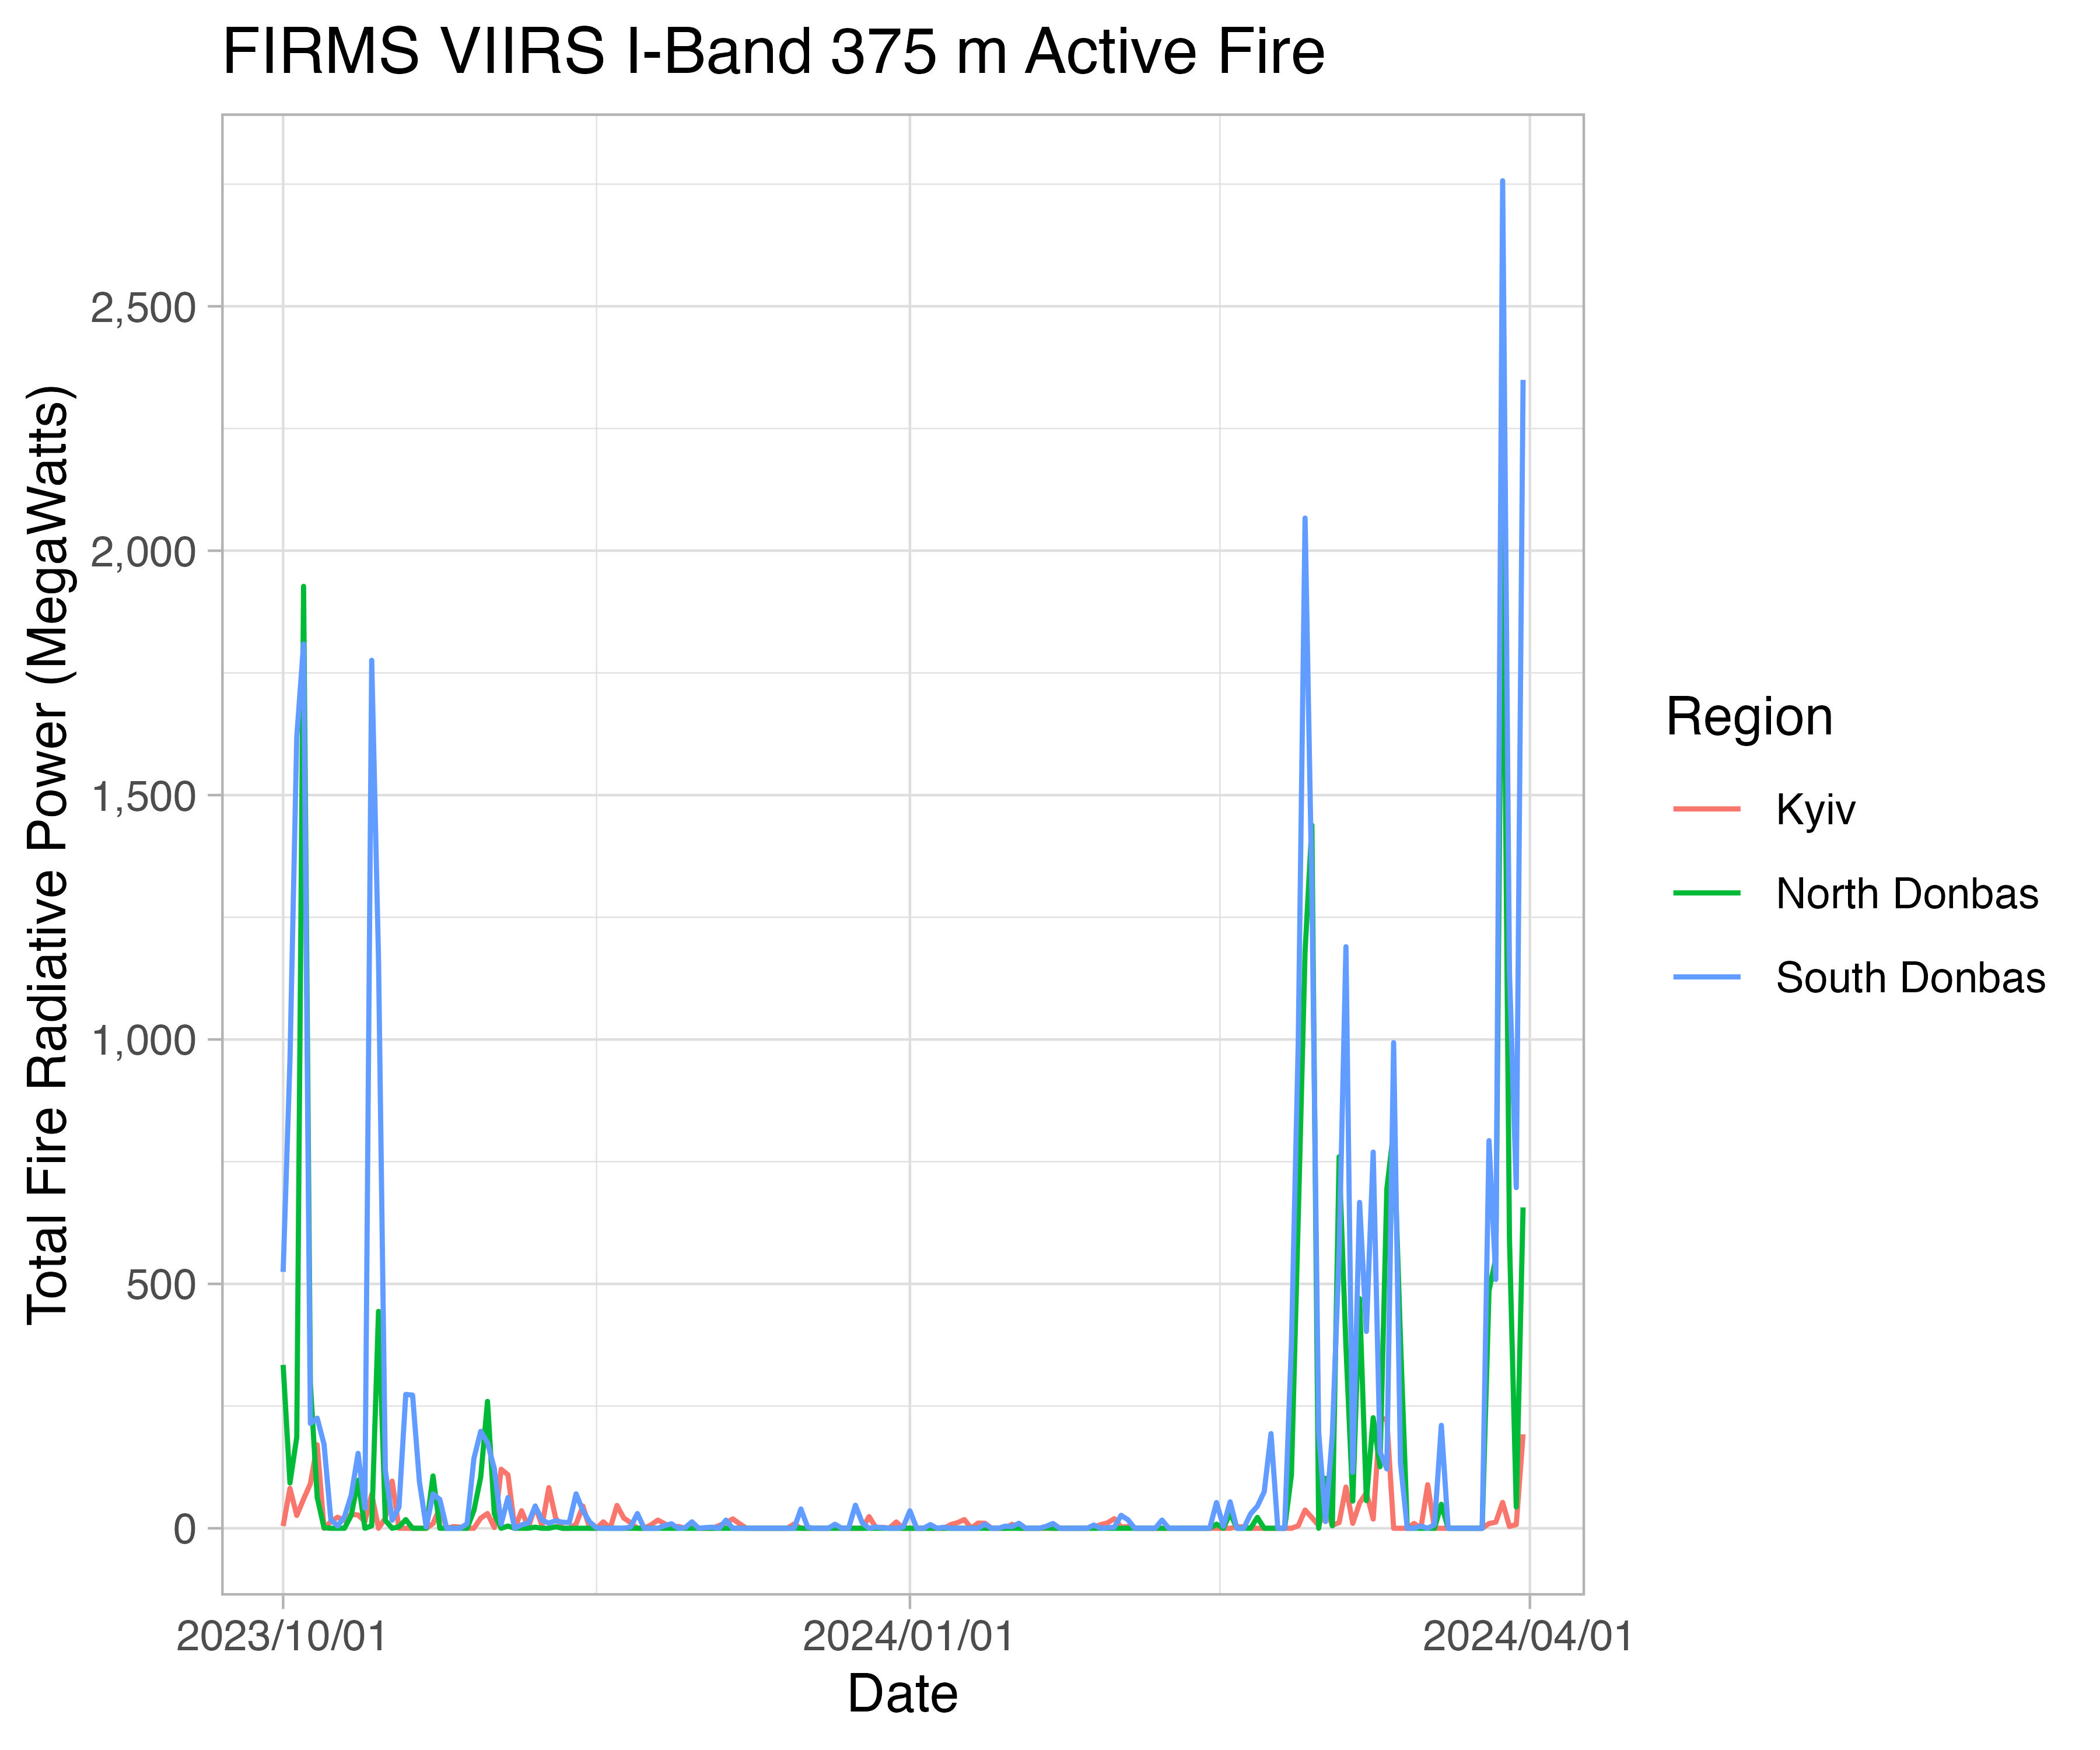 FIRMS VIIRS I-Band 375 m Active Fire
Total Fire Radiative Power (MegaWatts)
2,500
2,000
1,500
1,000
500
0
2023/10/01
2024/01/01
2024/04/01
Date
Region
Kyiv
North Donbas
South Donbas